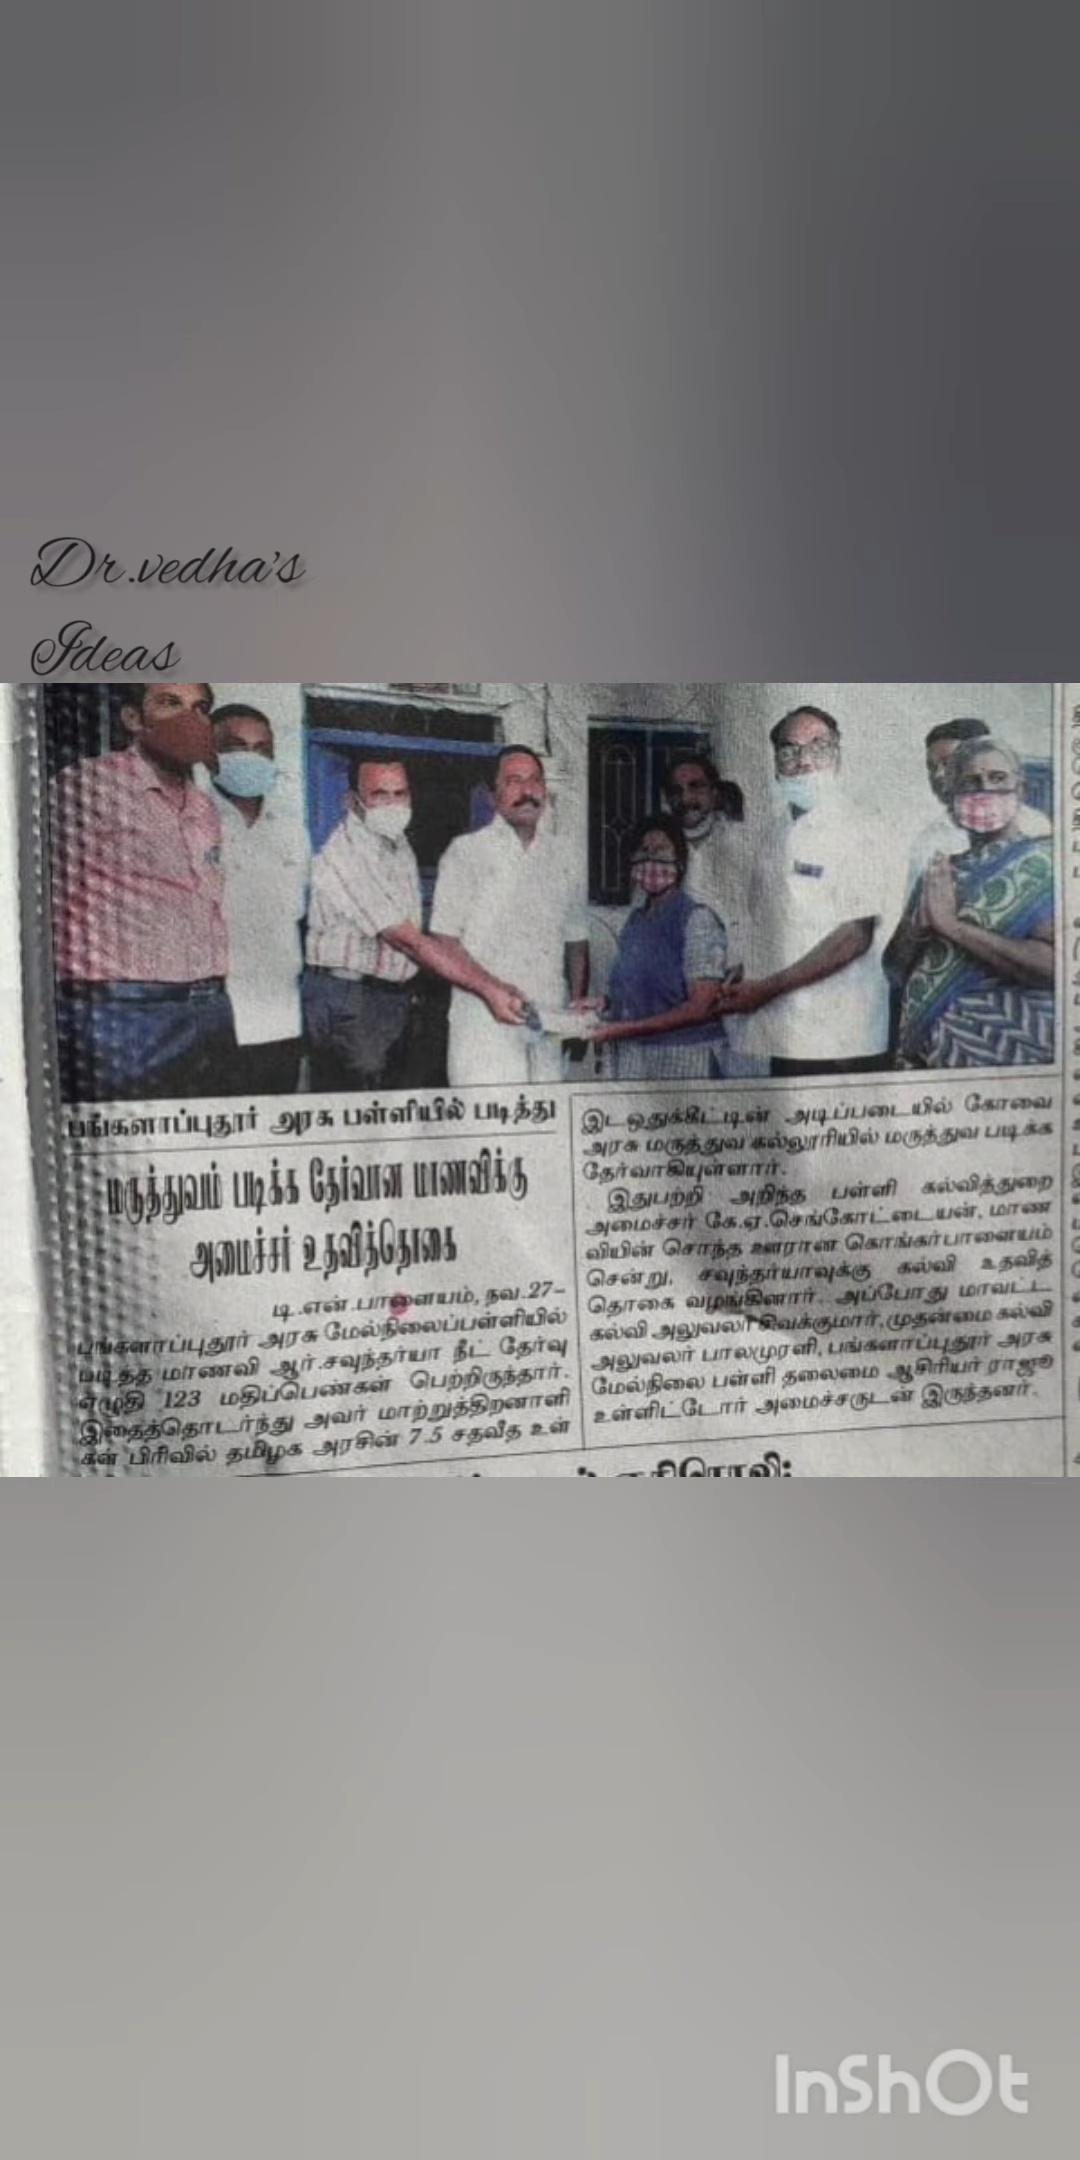 Dr.vedha's
Ideas
பங்களாப்புதூர் அரசு பள்ளியில் படித்து
மருத்துவம் படிக்க தேர்வான மாணவிக்கு
அமைச்சர் உதவித்தொகை
டி.என்.பாளையம், நவ.27-
பங்களாப்புதூர் அரசு மேல்நிலைப்பள்ளியில்
படித்த மாணவி ஆர்.சவுந்தர்யா நீட் தேர்வு
எழுதி 123 மதிப்பெண்கள் பெற்றிருந்தார்.
இதைத்தொடர்ந்து அவர் மாற்றுத்திறனாளி
கள் பிரிவில் தமிழக அரசின் 7.5 சதவீத உள்
இடஒதுக்கீட்டின் அடிப்படையில் கோவை
அரசு மருத்துவ கல்லூரியில் மருத்துவ படிக்க
தேர்வாகியுள்ளார்.
இதுபற்றி அறிந்த பள்ளி கல்வித்துறை
அமைச்சர் கே.ஏ.செங்கோட்டையன், மாண
வியின் சொந்த ஊரான கொங்கர்பாளையம்
சென்று, சவுந்தர்யாவுக்கு கல்வி உதவித்
தொகை வழங்கினார். அப்போது மாவட்ட
கல்வி அலுவலர் சிவக்குமார், முதன்மை கல்வி
அலுவலர் பாலமுரளி, பங்களாப்புதூர் அரசு
மேல்நிலை பள்ளி தலைமை ஆசிரியர் ராஜூ
உள்ளிட்டோர் அமைச்சருடன் இருந்தனர்.
InShOt